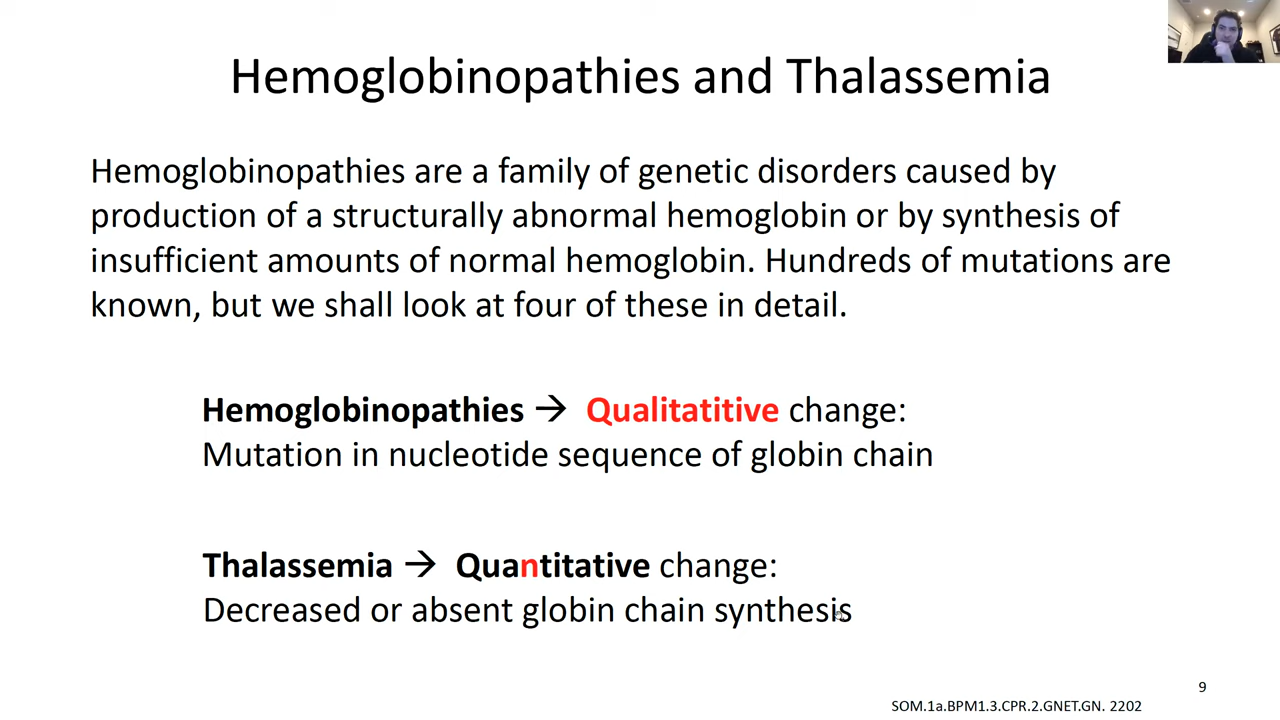 Hemoglobinopathies and Thalassemia
Hemoglobinopathies are a family of genetic disorders caused by
production of a structurally abnormal hemoglobin or by synthesis of
insufficient amounts of normal hemoglobin. Hundreds of mutations are
known, but we shall look at four of these in detail.
Hemoglobinopathies → Qualitatitive change:
Mutation in nucleotide sequence of globin chain
Thalassemia → Quantitative change:
Decreased or absent globin chain synthesis
9
SOM.1a.BPM1.3.CPR.2.GNET.GN. 2202